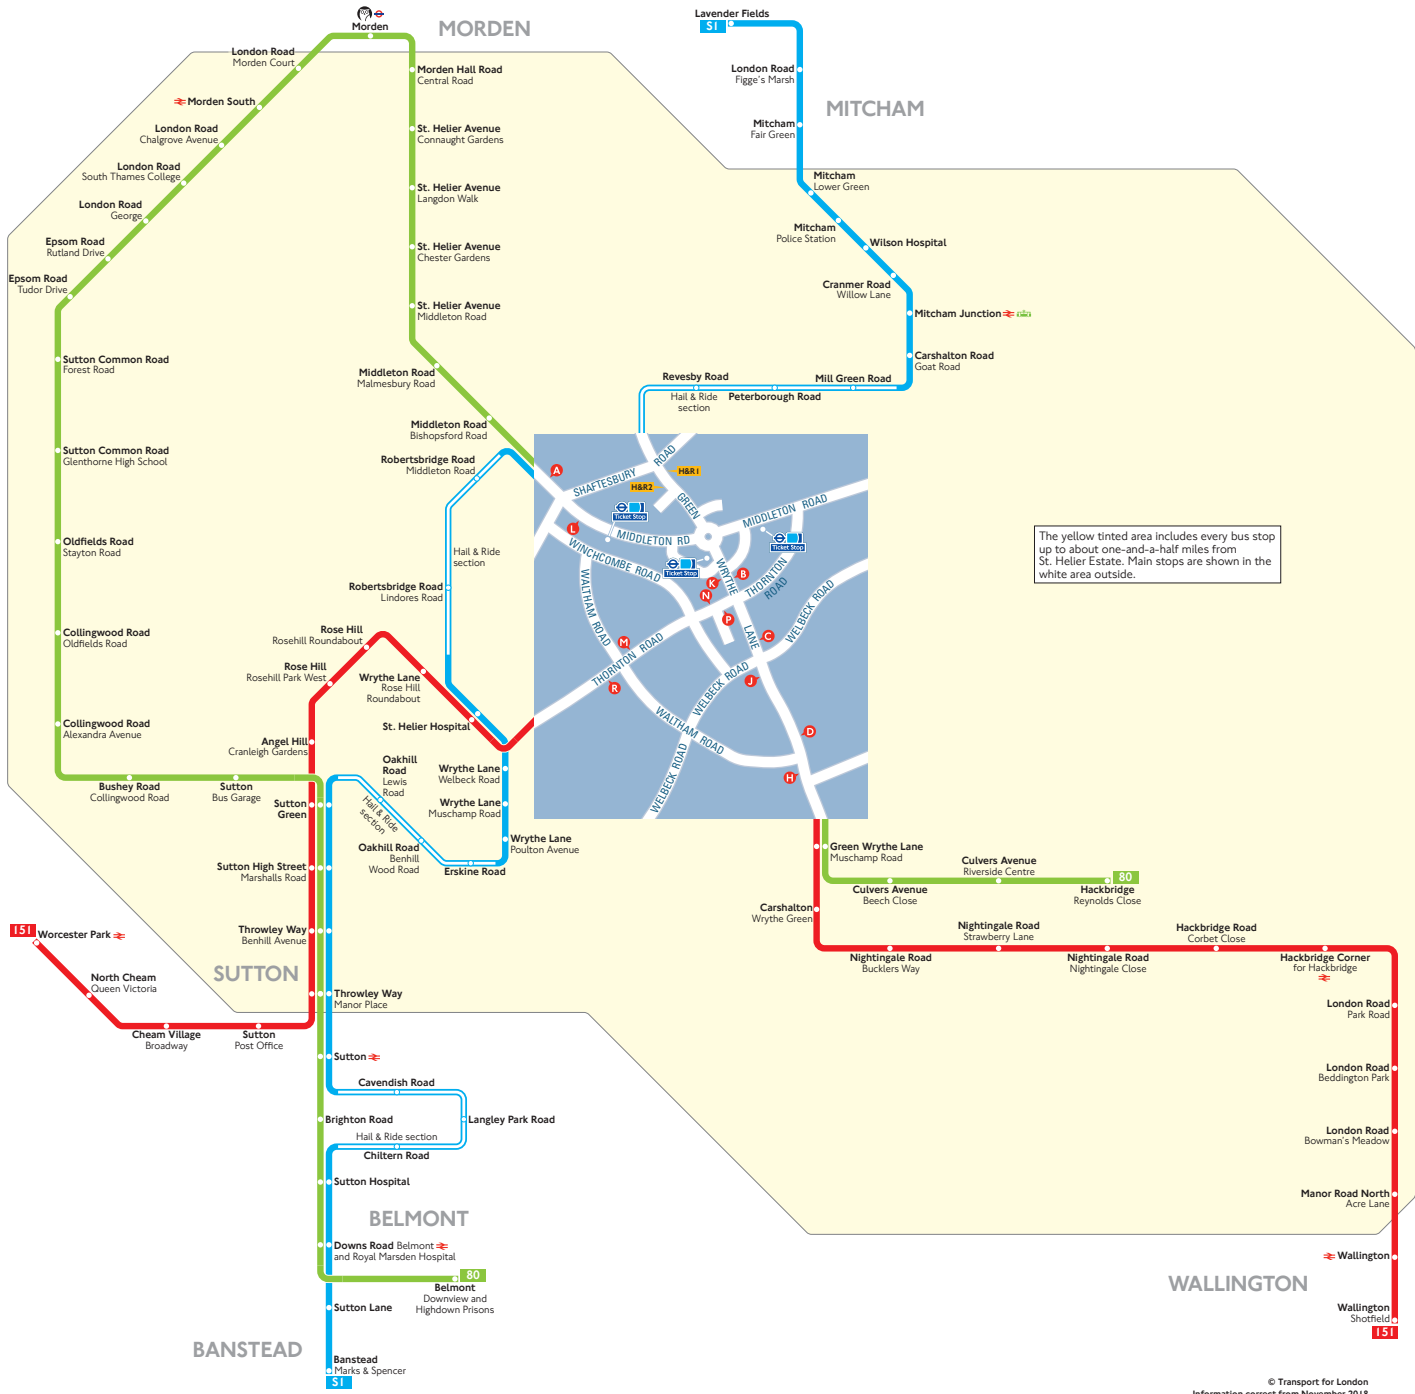 Lavender Fields
S1
Morden
MORDEN
London Road
Morden Court
Morden Hall Road
Central Road
London Road
Figge's Marsh
MITCHAM
Morden South
London Road
Chalgrove Avenue
St. Helier Avenue
Connaught Gardens
Mitcham
Fair Green
London Road
South Thames College
St. Helier Avenue
Langdon Walk
Mitcham
Lower Green
London Road
George
Mitcham
Police Station
Wilson Hospital
Epsom Road
Rutland Drive
St. Helier Avenue
Chester Gardens
Epsom Road
Tudor Drive
Cranmer Road
Willow Lane
St. Helier Avenue
Middleton Road
Mitcham Junction
Sutton Common Road
Forest Road
Carshalton Road
Goat Road
Middleton Road
Malmesbury Road
Revesby Road
Hail & Ride
section
Peterborough Road
Mill Green Road
Middleton Road
Bishopsford Road
Sutton Common Road
Glenthorne High School
Robertsbridge Road
Middleton Road
A
SHAFTESBURY
ROAD
H&R1
H&R2
GREEN
Ticket Stop
MIDDLETON ROAD
L
MIDDLETON RD
Ticket Stop
WINCHCOMBE ROAD
Ticket Stop
WRYTHE
LANE
K
B
N
P
THORNTON
ROAD
WALTHAM ROAD
WELBECK ROAD
M
THORNTON ROAD
C
J
R
WELBECK ROAD
WALTHAM ROAD
D
H
WELBECK ROAD
The yellow tinted area includes every bus stop
up to about one-and-a-half miles from
St. Helier Estate. Main stops are shown in the
white area outside.
Oldfields Road
Stayton Road
Hail & Ride
section
Robertsbridge Road
Lindores Road
Collingwood Road
Oldfields Road
Rose Hill
Rosehill Roundabout
Rose Hill
Rosehill Park West
Wrythe Lane
Rose Hill
Roundabout
Collingwood Road
Alexandra Avenue
St. Helier Hospital
Angel Hill
Cranleigh Gardens
Oakhill
Road
Lewis
Road
Wrythe Lane
Welbeck Road
Bushey Road
Collingwood Road
Sutton
Bus Garage
Sutton
Green
Hail & Ride
section
Wrythe Lane
Muschamp Road
Oakhill Road
Benhill
Wood Road
Wrythe Lane
Poulton Avenue
Erskine Road
Sutton High Street
Marshalls Road
Green Wrythe Lane
Muschamp Road
Culvers Avenue
Riverside Centre
80
Culvers Avenue
Beech Close
Hackbridge
Reynolds Close
Carshalton
Wrythe Green
151
Worcester Park
Throwley Way
Benhill Avenue
Nightingale Road
Strawberry Lane
Hackbridge Road
Corbet Close
Nightingale Road
Bucklers Way
Nightingale Road
Nightingale Close
Hackbridge Corner
for Hackbridge
SUTTON
North Cheam
Queen Victoria
Throwley Way
Manor Place
London Road
Park Road
Cheam Village
Broadway
Sutton
Post Office
Sutton
London Road
Beddington Park
Cavendish Road
Brighton Road
Langley Park Road
Hail & Ride section
Chiltern Road
London Road
Bowman's Meadow
Sutton Hospital
Manor Road North
Acre Lane
BELMONT
Downs Road Belmont
and Royal Marsden Hospital
Wallington
80
Belmont
Downview and
Highdown Prisons
WALLINGTON
Sutton Lane
Wallington
Shotfield
151
BANSTEAD
Banstead
Marks & Spencer
S1
© Transport for London
Information correct from November 2018